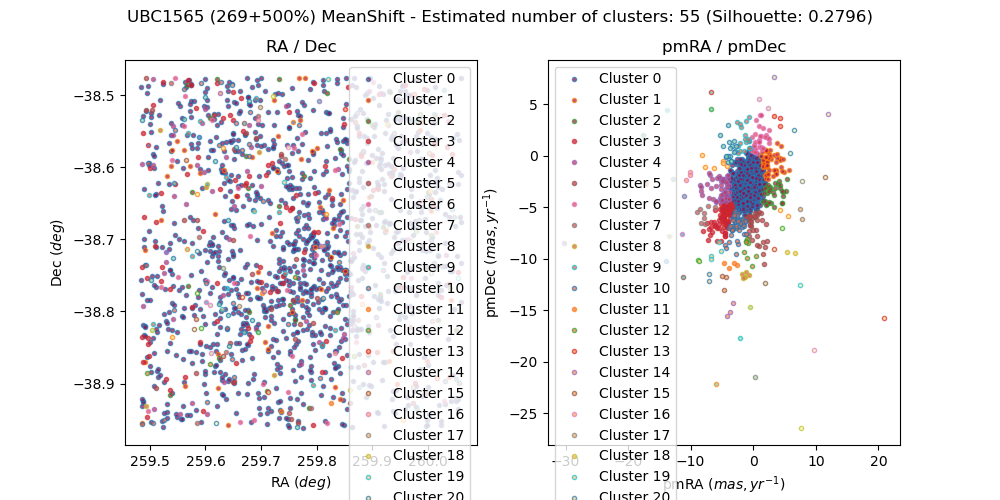 UBC1565 (269+500%) MeanShift - Estimated number of clusters: 55 (Silhouette: 0.2796)
RA / Dec
−38.5
−38.6
−38.7
−38.8
−38.9
Dec (deg)
259.5 259.6 259.7 259.8 259.9 260.0
RA (deg)
Cluster 0
Cluster 1
Cluster 2
Cluster 3
Cluster 4
Cluster 5
Cluster 6
Cluster 7
Cluster 8
Cluster 9
Cluster 10
Cluster 11
Cluster 12
Cluster 13
Cluster 14
Cluster 15
Cluster 16
Cluster 17
Cluster 18
Cluster 19
Cluster 20
pmRA / pmDec
5
0
−5
−10
−15
−20
−25
pmDec (mas, yr⁻¹)
−30 −20 −10 0 10 20
pmRA (mas, yr⁻¹)
Cluster 0
Cluster 1
Cluster 2
Cluster 3
Cluster 4
Cluster 5
Cluster 6
Cluster 7
Cluster 8
Cluster 9
Cluster 10
Cluster 11
Cluster 12
Cluster 13
Cluster 14
Cluster 15
Cluster 16
Cluster 17
Cluster 18
Cluster 19
Cluster 20